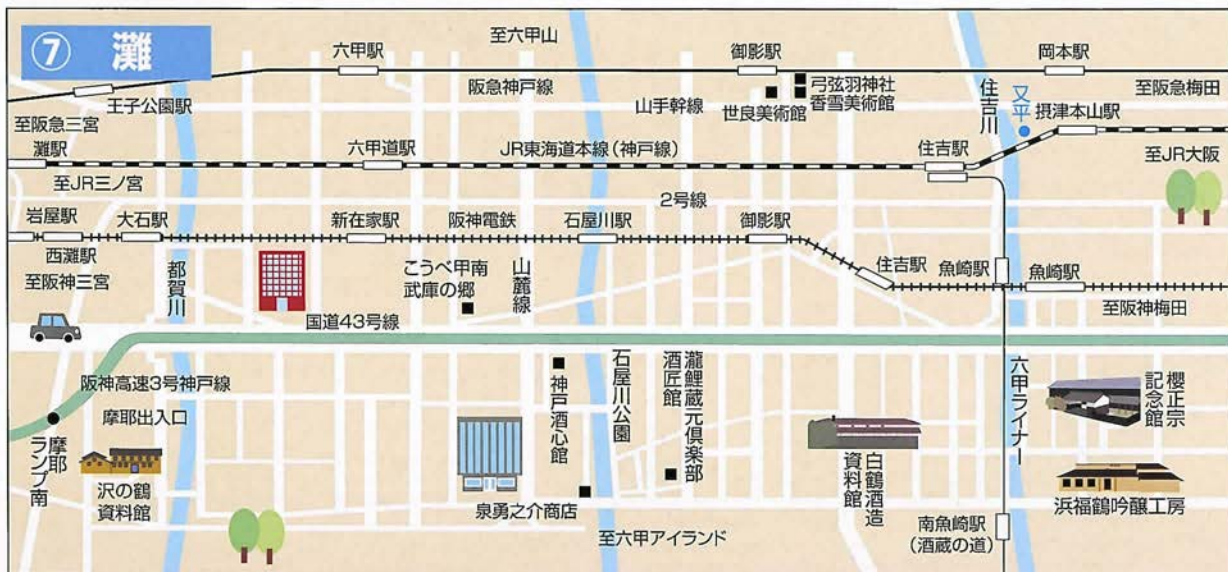 ⑦ 灘
至六甲山
六甲駅
御影駅
岡本駅
阪急神戸線
王子公園駅
山手幹線
世良美術館
弓弦羽神社
香雪美術館
住吉川
又平
摂津本山駅
至阪急梅田
至阪急三宮
灘駅
六甲道駅
JR東海道本線(神戸線)
住吉駅
至JR大阪
至JR三ノ宮
2号線
岩屋駅
大石駅
新在家駅
阪神電鉄
石屋川駅
御影駅
西灘駅
至阪神三宮
都賀川
こうべ甲南
武庫の郷
山麓線
住吉駅
魚崎駅
魚崎駅
至阪神梅田
国道43号線
阪神高速3号神戸線
摩耶出入口
摩耶
ランプ南
沢の鶴
資料館
神戸酒心館
石屋川公園
瀧鯉蔵元倶楽部
酒匠館
六甲ライナー
櫻正宗
記念館
白鶴酒造
資料館
泉勇之介商店
浜福鶴吟醸工房
至六甲アイランド
南魚崎駅
(酒蔵の道)